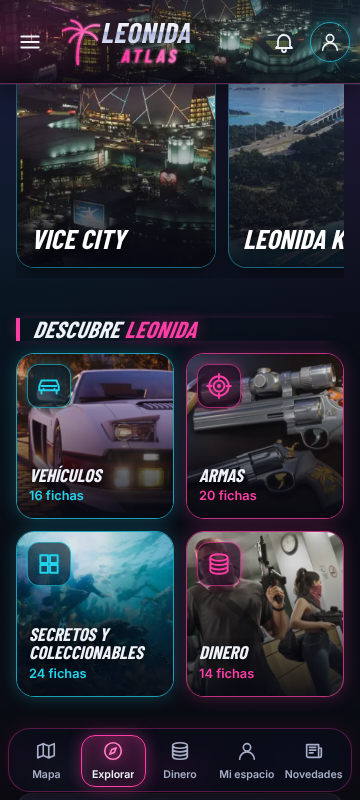 LEONIDA
ATLAS
VICE CITY
LEONIDA K
DESCUBRE LEONIDA
VEHÍCULOS
16 fichas
ARMAS
20 fichas
SECRETOS Y
COLECCIONABLES
24 fichas
DINERO
14 fichas
Mapa
Explorar
Dinero
Mi espacio
Novedades